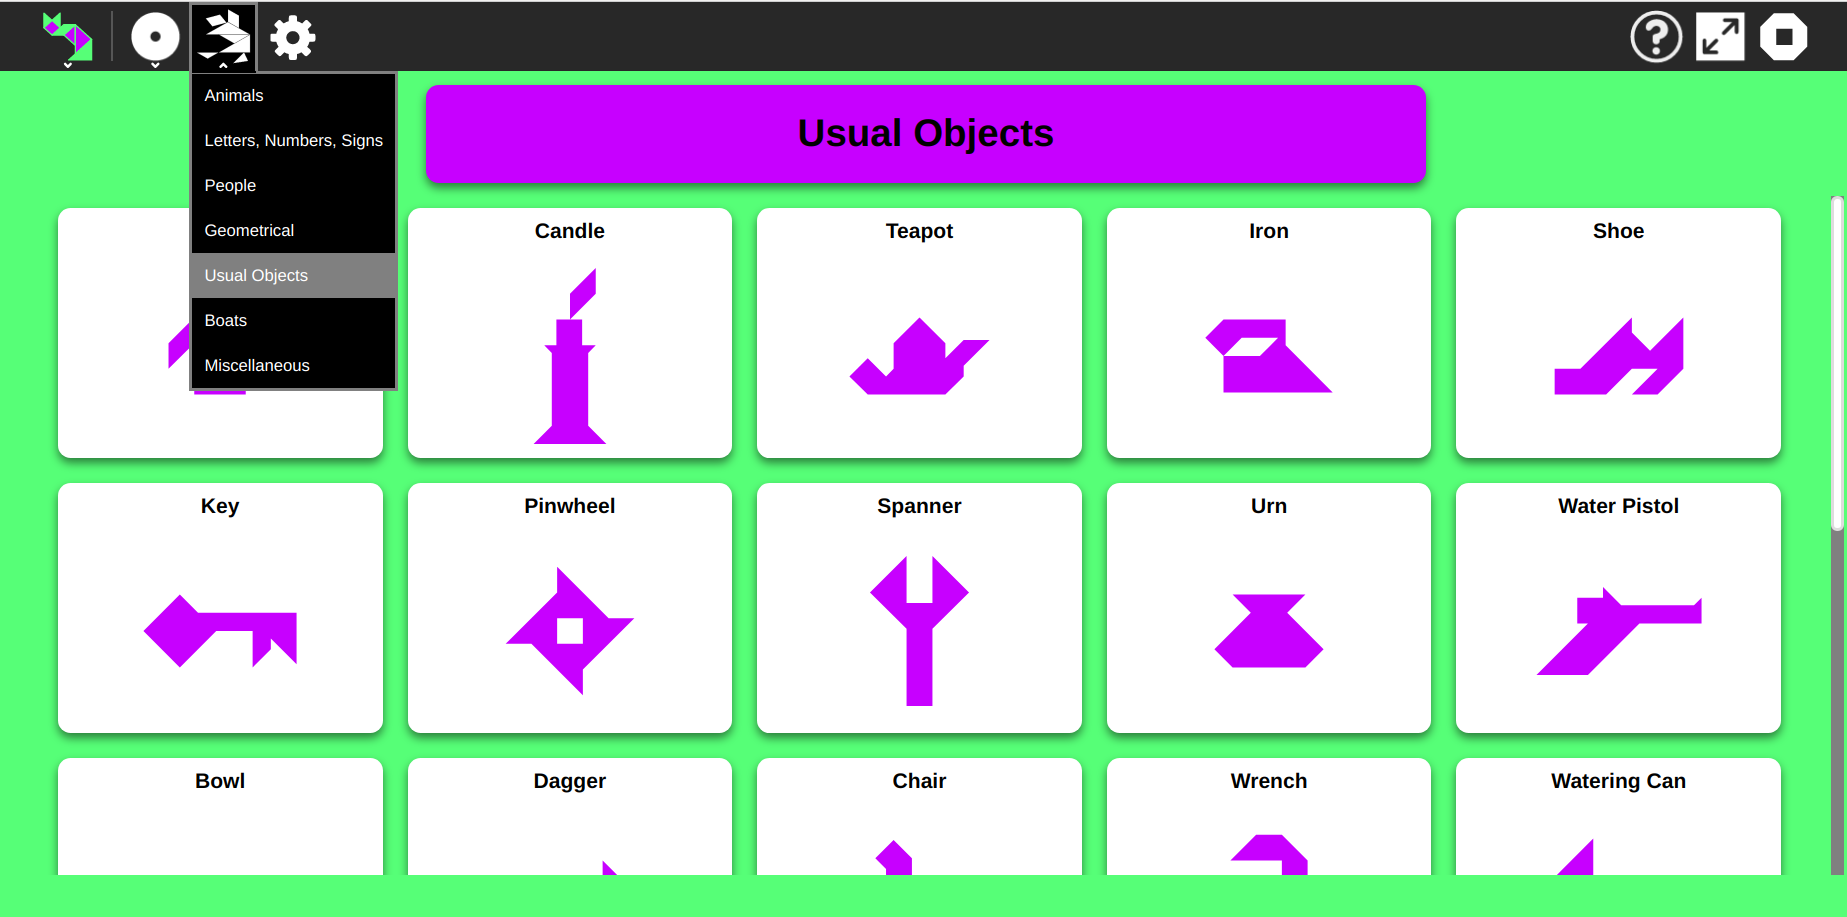 Animals
Letters, Numbers, Signs
People
Geometrical
Usual Objects
Boats
Miscellaneous
Usual Objects
Candle
Teapot
Iron
Shoe
Key
Pinwheel
Spanner
Urn
Water Pistol
Bowl
Dagger
Chair
Wrench
Watering Can